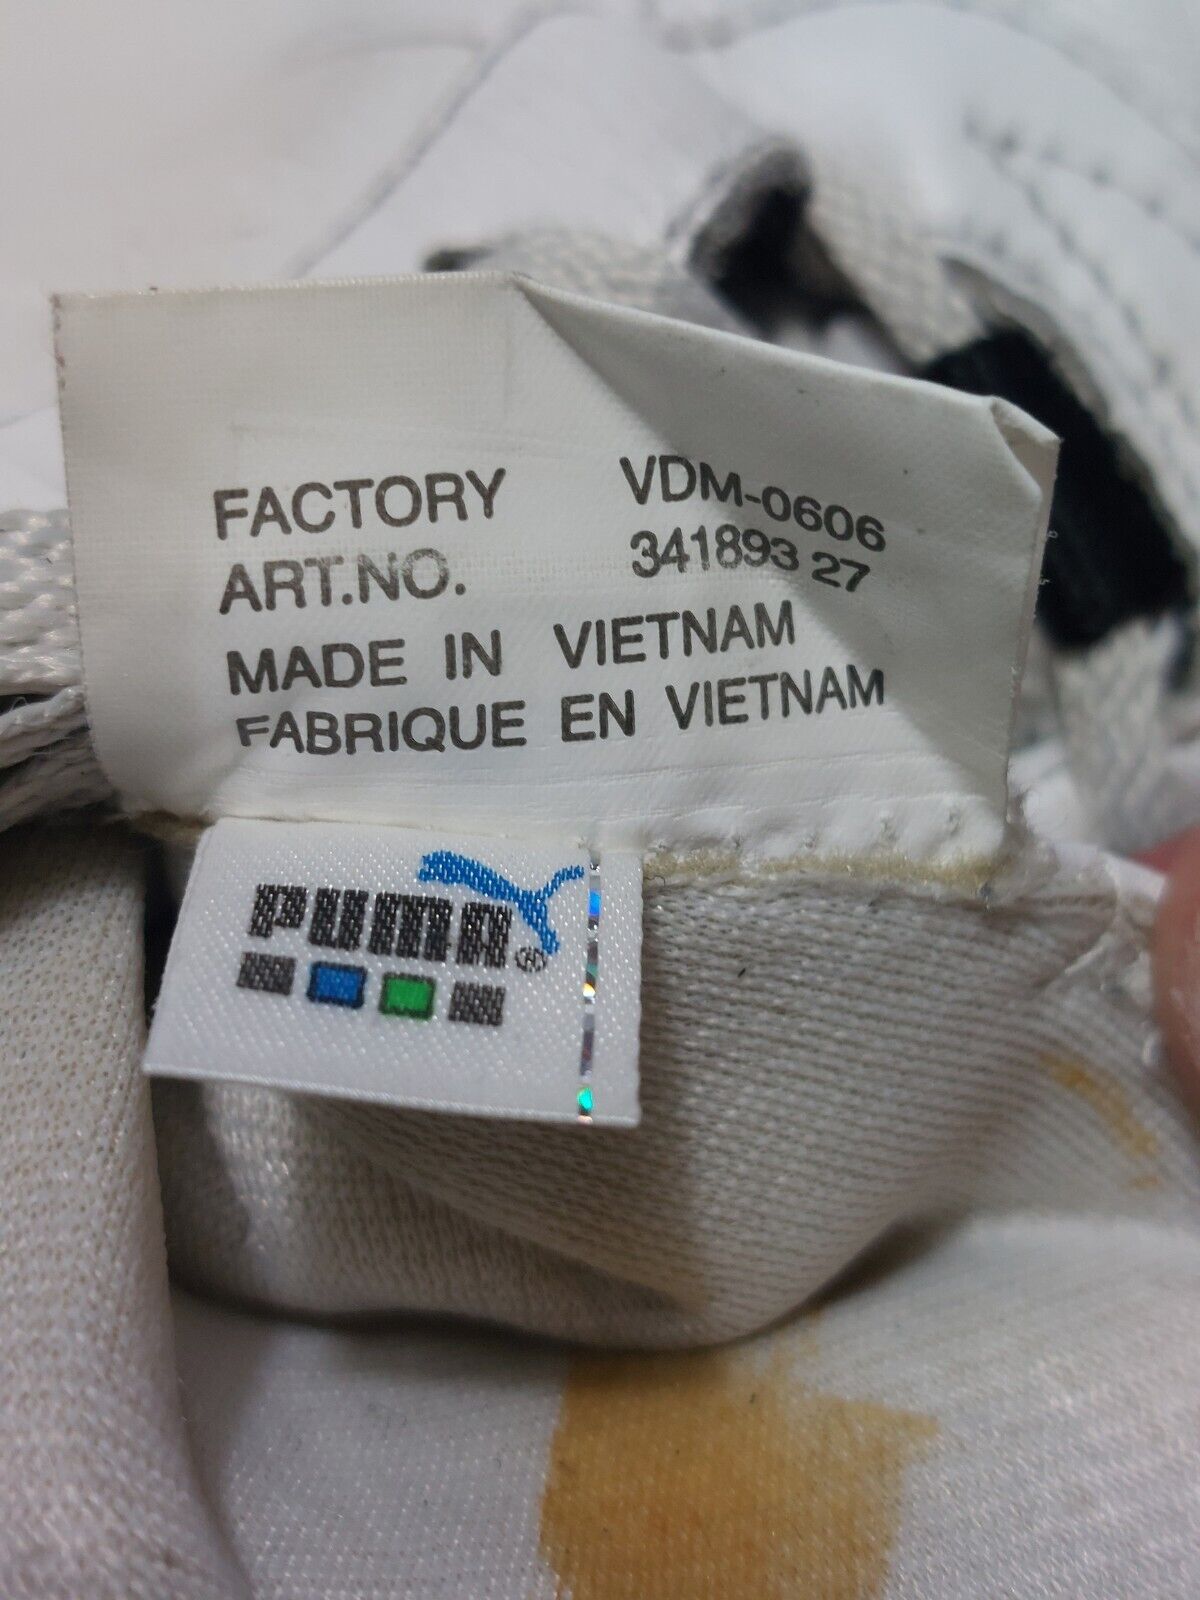 FACTORY VDM-0606
ART.NO. 341893 27
MADE IN VIETNAM
FABRIQUE EN VIETNAM
PUMA®